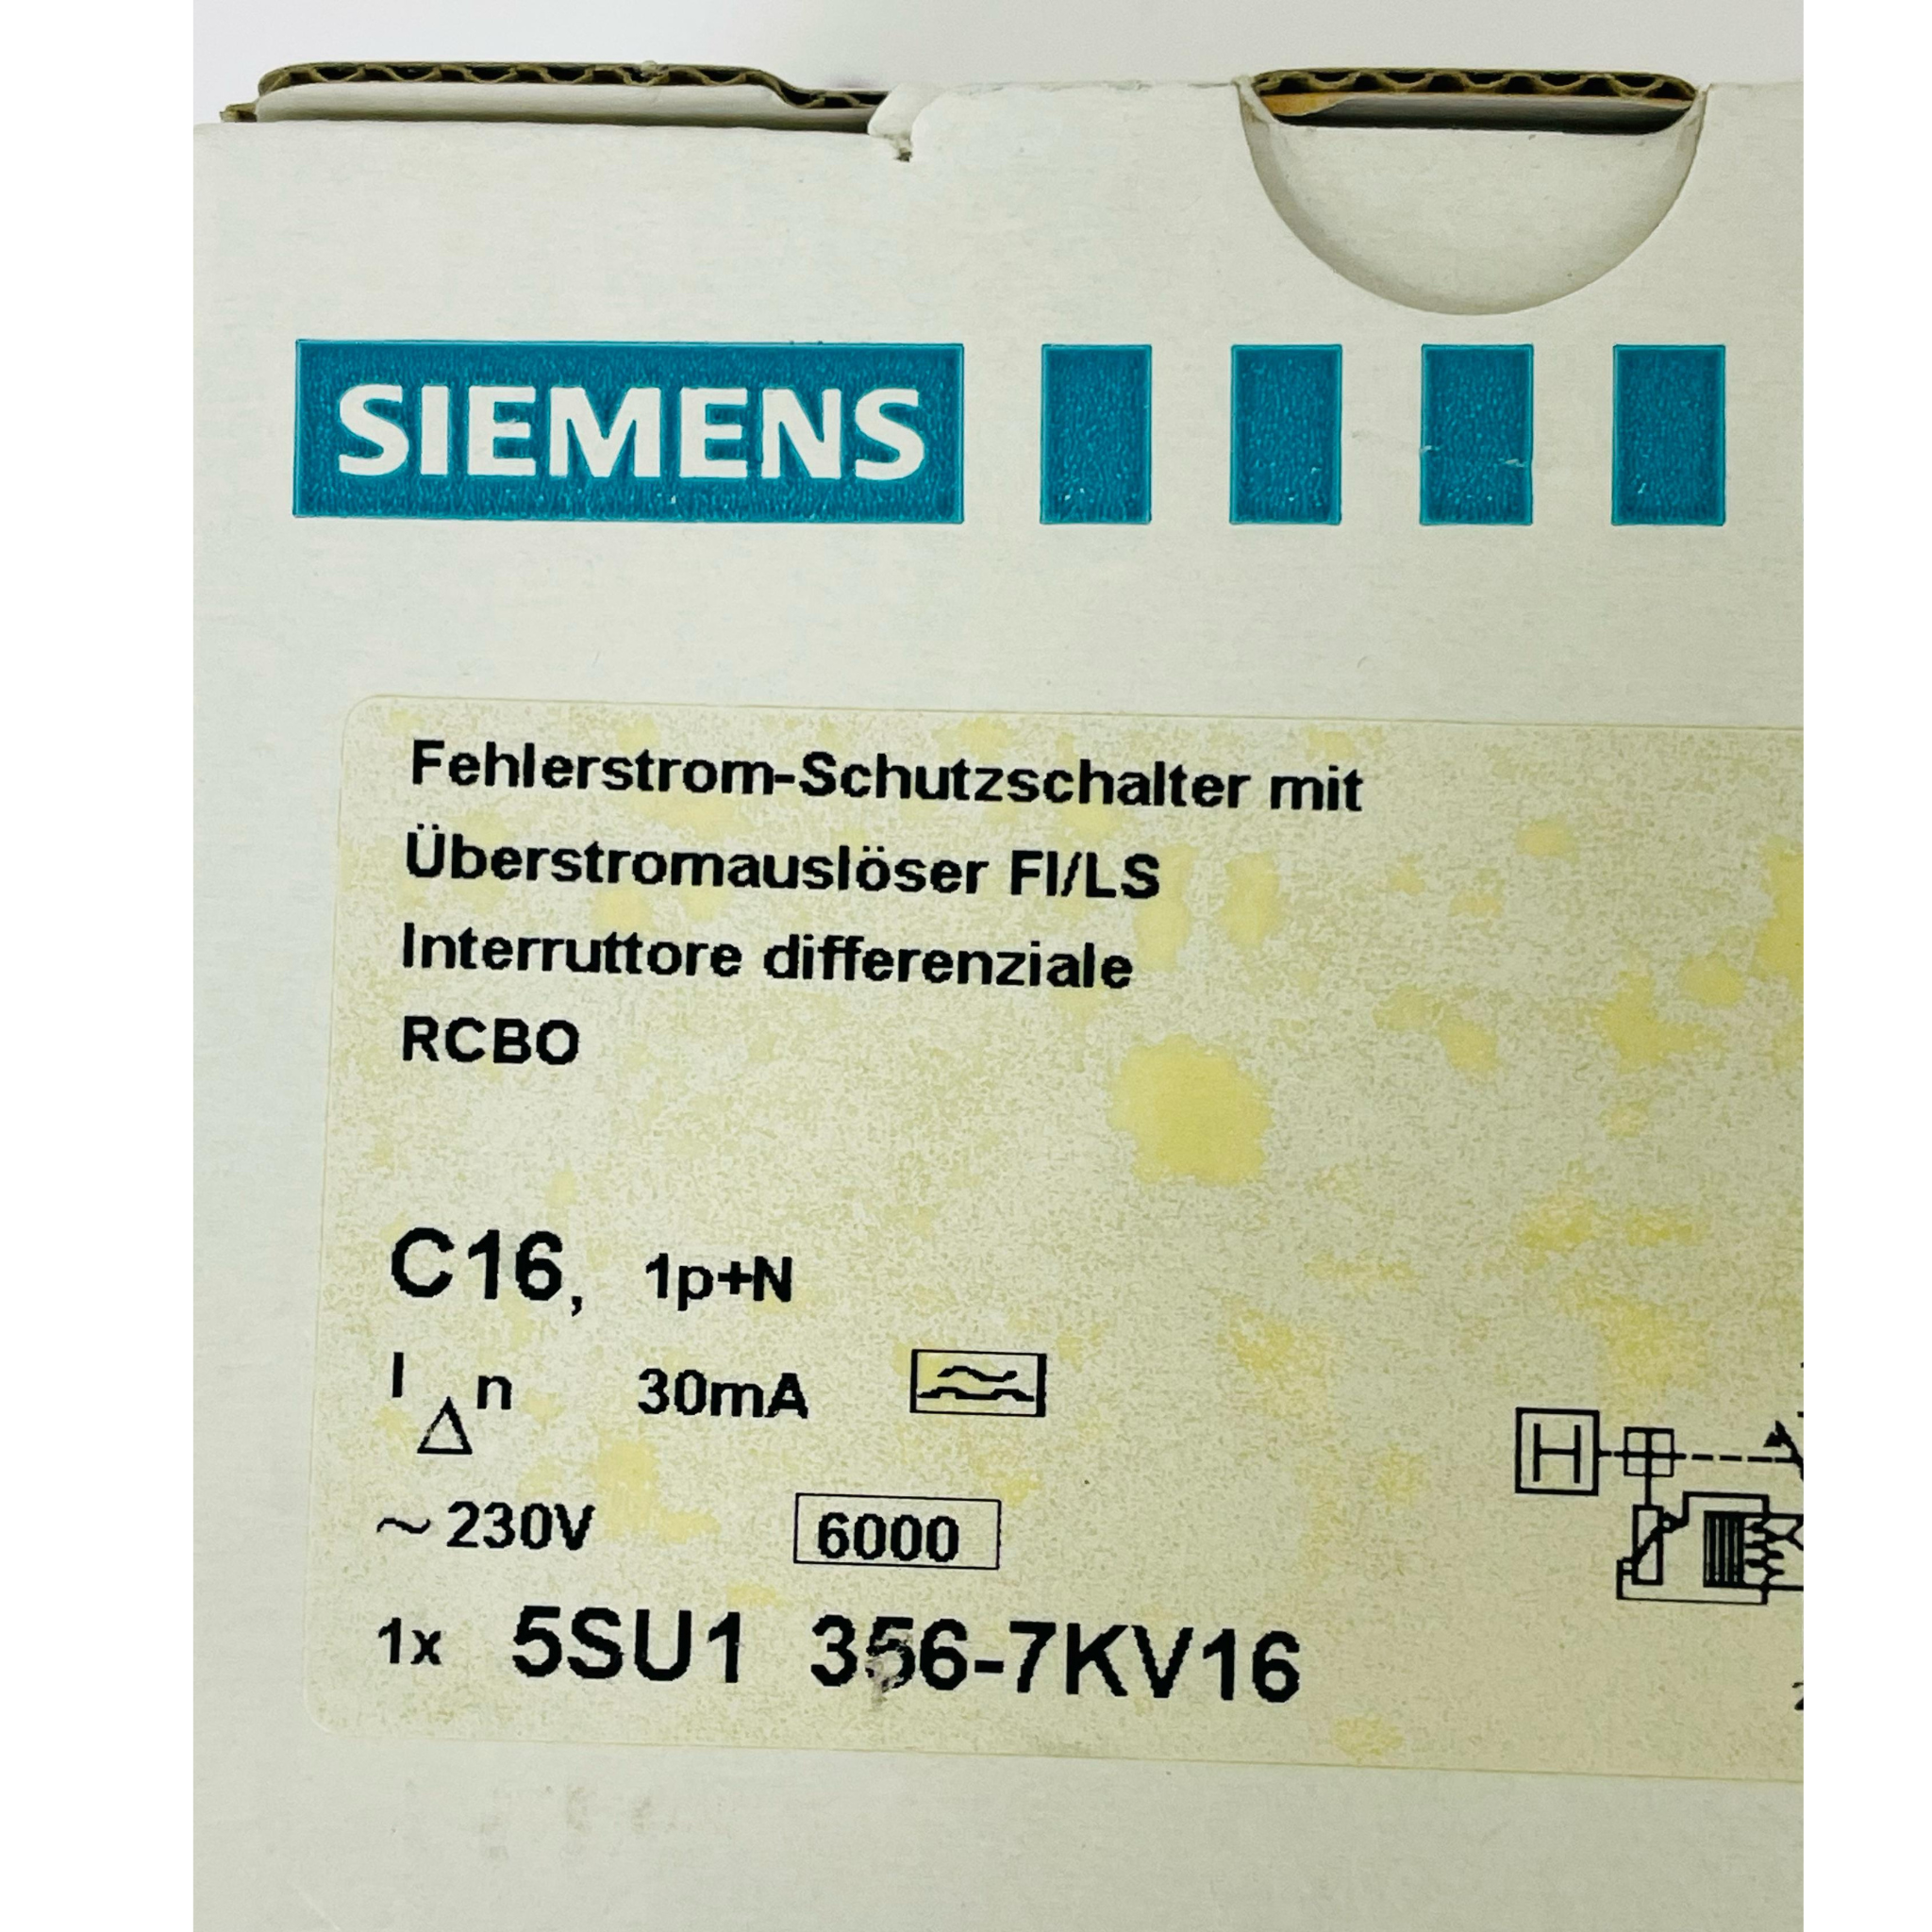 SIEMENS
Fehlerstrom-Schutzschalter mit
Überstromauslöser FI/LS
Interruttore differenziale
RCBO
C16, 1p+N
I Δ n 30mA
~230V 6000
H
1x 5SU1 356-7KV16